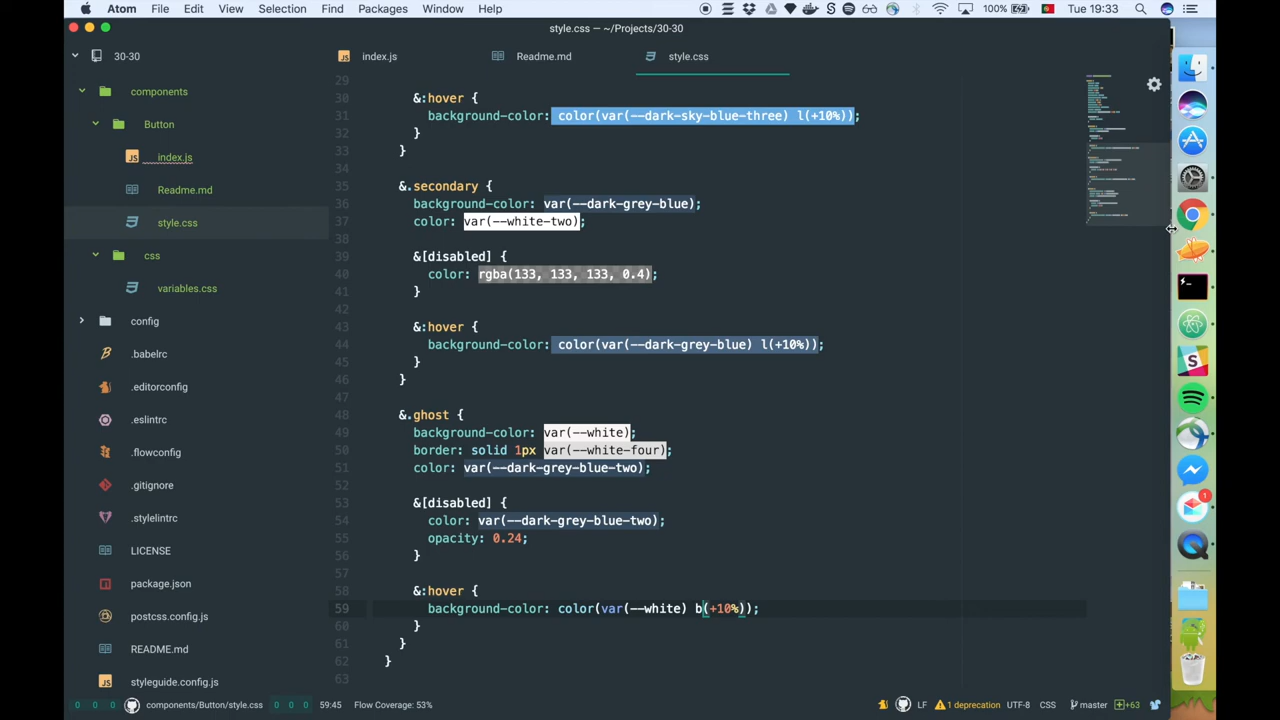 Atom File Edit View Selection Find Packages Window Help 100% Tue 19:33
style.css — ~/Projects/30-30
30-30
index.js
Readme.md
style.css
components
Button
index.js
Readme.md
style.css
css
variables.css
config
.babelrc
.editorconfig
.eslintrc
.flowconfig
.gitignore
.stylelintrc
LICENSE
package.json
postcss.config.js
README.md
styleguide.config.js
29
30 &:hover {
31 background-color: color(var(--dark-sky-blue-three) l(+10%));
32 }
33 }
34
35 &.secondary {
36 background-color: var(--dark-grey-blue);
37 color: var(--white-two);
38
39 &[disabled] {
40 color: rgba(133, 133, 133, 0.4);
41 }
42
43 &:hover {
44 background-color: color(var(--dark-grey-blue) l(+10%));
45 }
46 }
47
48 &.ghost {
49 background-color: var(--white);
50 border: solid 1px var(--white-four);
51 color: var(--dark-grey-blue-two);
52
53 &[disabled] {
54 color: var(--dark-grey-blue-two);
55 opacity: 0.24;
56 }
57
58 &:hover {
59 background-color: color(var(--white) b(+10%));
60 }
61 }
62 }
63
0 0 0 components/Button/style.css 0 0 0 59:45 Flow Coverage: 53% LF 1 deprecation UTF-8 CSS master +63
1